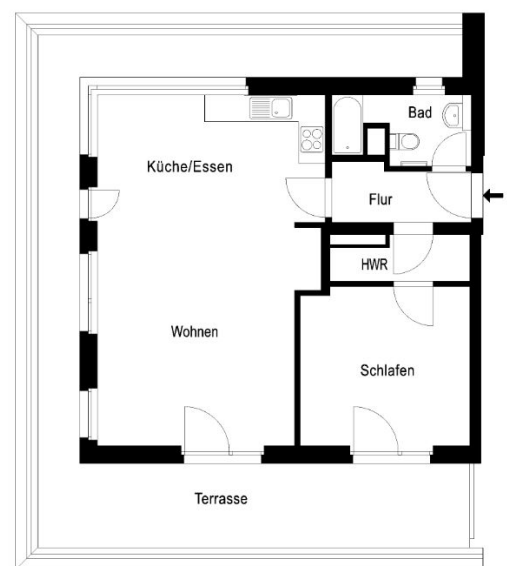 Bad
Küche/Essen
Flur
HWR
Wohnen
Schlafen
Terrasse